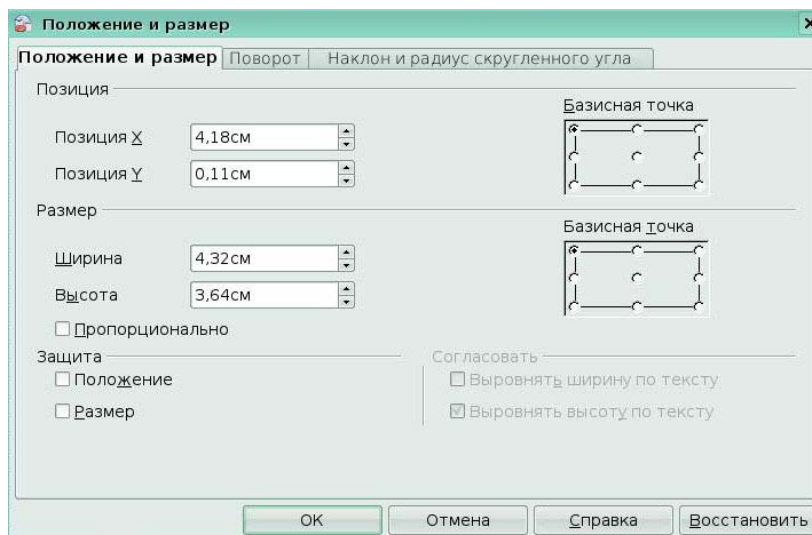 Положение и размер
Положение и размер Поворот Наклон и радиус скругленного угла
Позиция
Базисная точка
Позиция X 4,18см
Позиция Y 0,11см
Размер
Базисная точка
Ширина 4,32см
Высота 3,64см
Пропорционально
Защита Согласовать
Положение Выровнять ширину по тексту
Размер Выровнять высоту по тексту
OK Отмена Справка Восстановить